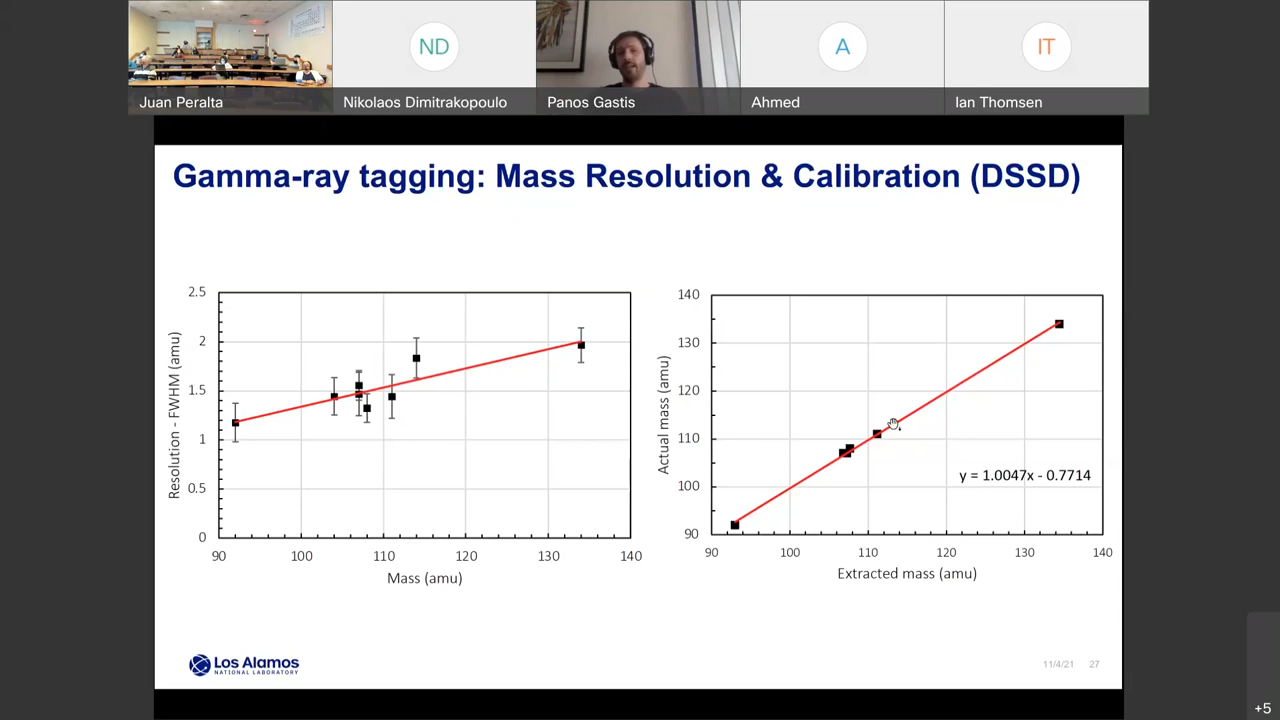 ND
A
IT
Juan Peralta
Nikolaos Dimitrakopoulo
Panos Gastis
Ahmed
Ian Thomsen
Gamma-ray tagging: Mass Resolution & Calibration (DSSD)
2.5
2
1.5
1
0.5
0
Resolution - FWHM (amu)
90 100 110 120 130 140
Mass (amu)
140
130
120
110
100
90
Actual mass (amu)
y = 1.0047x - 0.7714
90 100 110 120 130 140
Extracted mass (amu)
Los Alamos
NATIONAL LABORATORY
11/4/21 27
+5